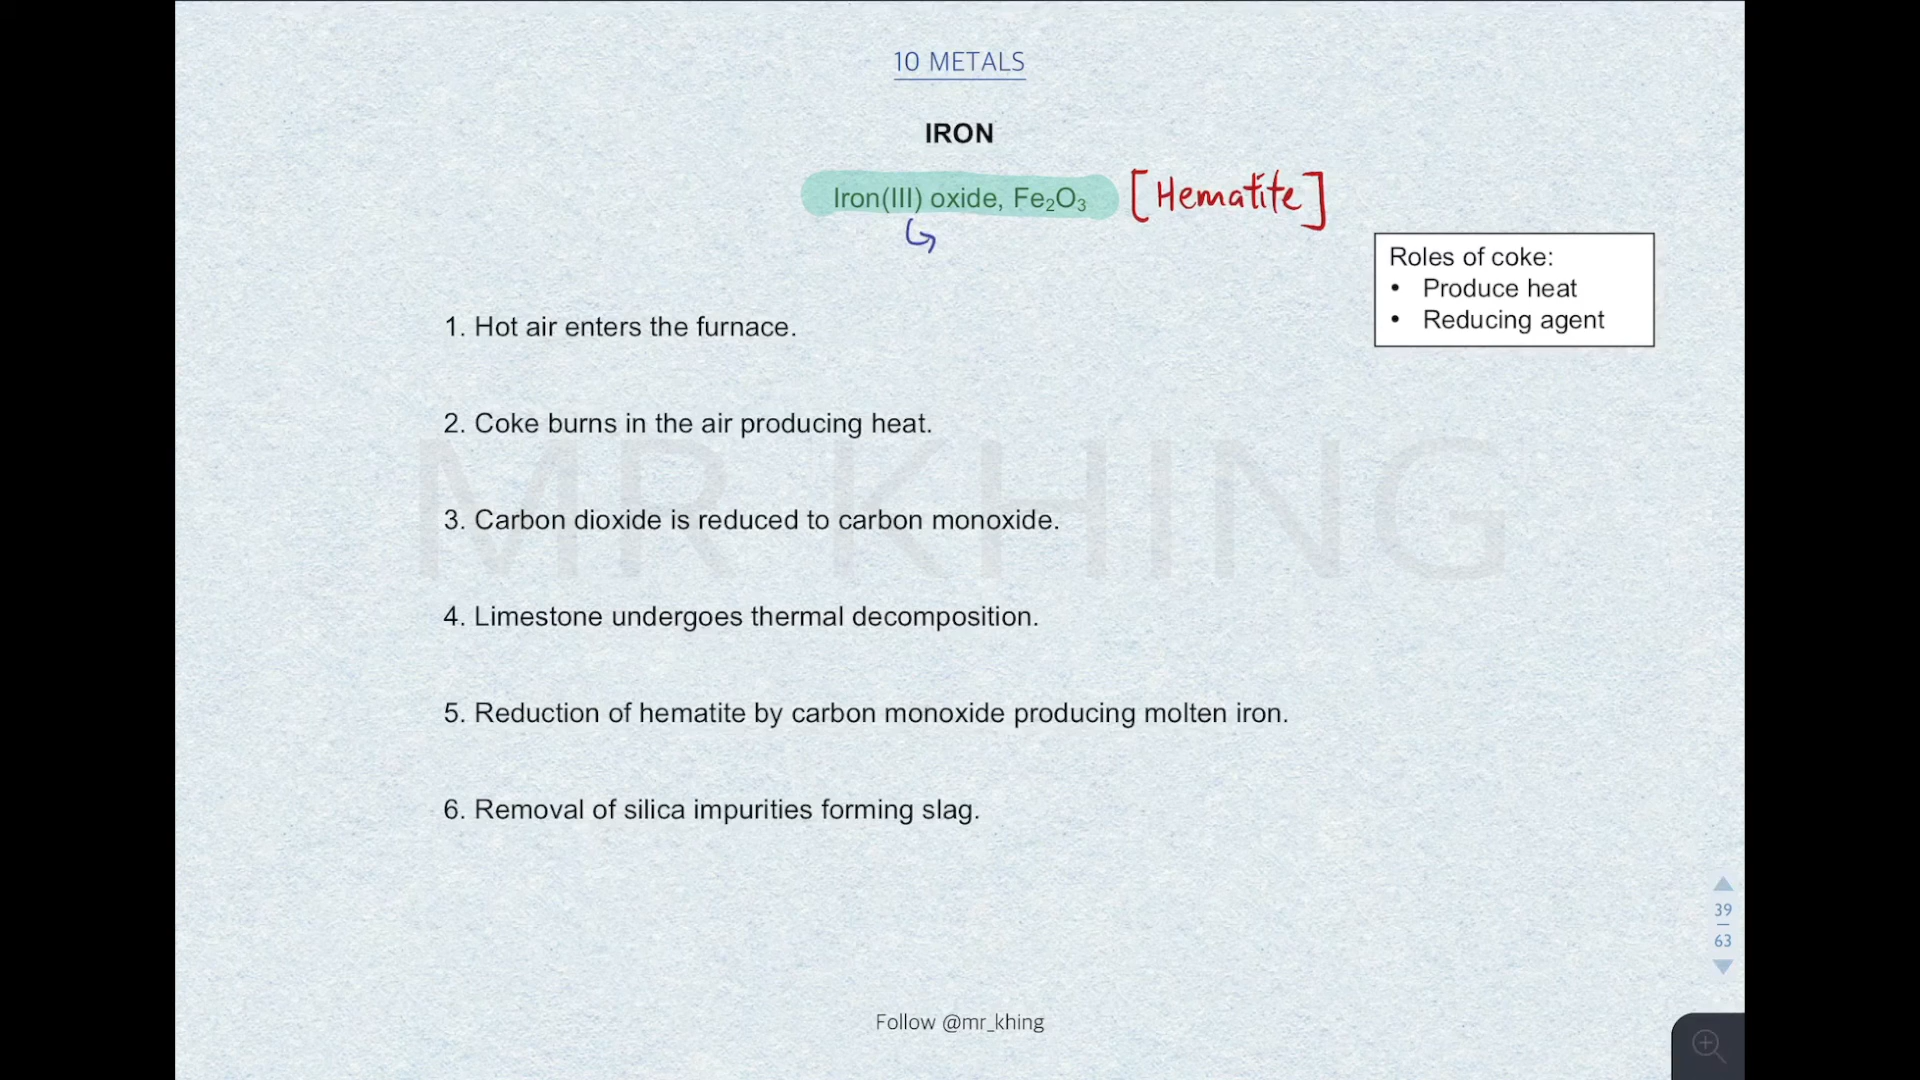 10 METALS
IRON
Iron(III) oxide, Fe₂O₃ [Hematite]
Roles of coke:
• Produce heat
• Reducing agent
1. Hot air enters the furnace.
2. Coke burns in the air producing heat.
MR KHING
3. Carbon dioxide is reduced to carbon monoxide.
4. Limestone undergoes thermal decomposition.
5. Reduction of hematite by carbon monoxide producing molten iron.
6. Removal of silica impurities forming slag.
39
63
Follow @mr_khing